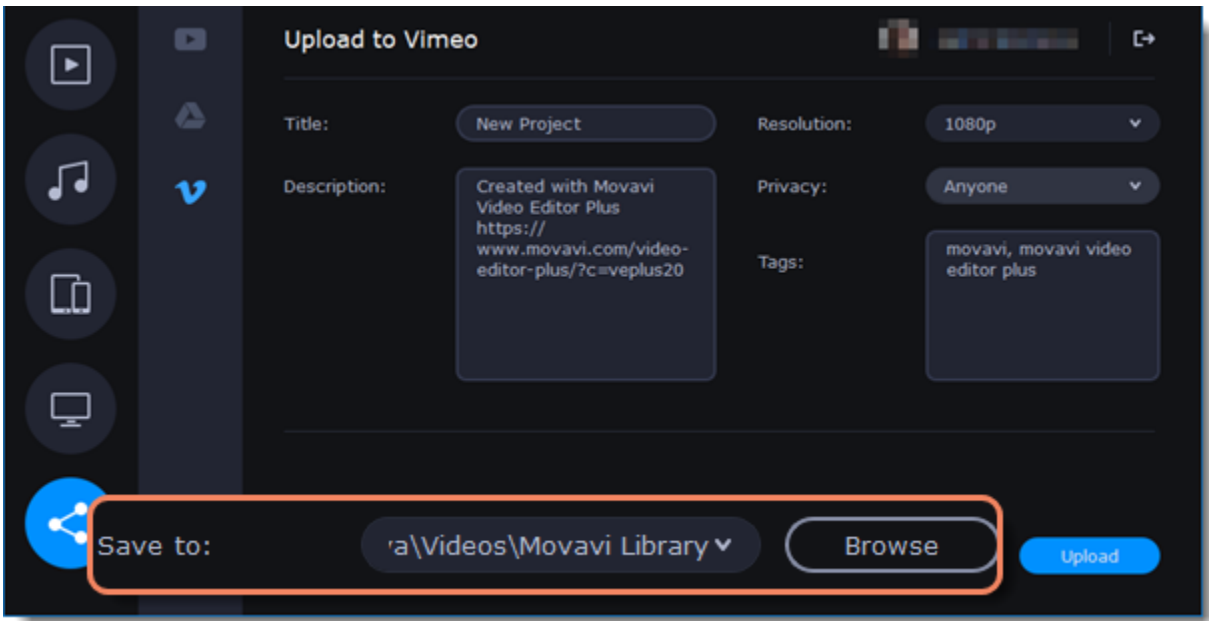 Upload to Vimeo
Title:
New Project
Resolution:
1080p
Description:
Created with Movavi
Video Editor Plus
https://
www.movavi.com/video-
editor-plus/?c=veplus20
Privacy:
Anyone
Tags:
movavi, movavi video
editor plus
Save to:
a\Videos\Movavi Library
Browse
Upload